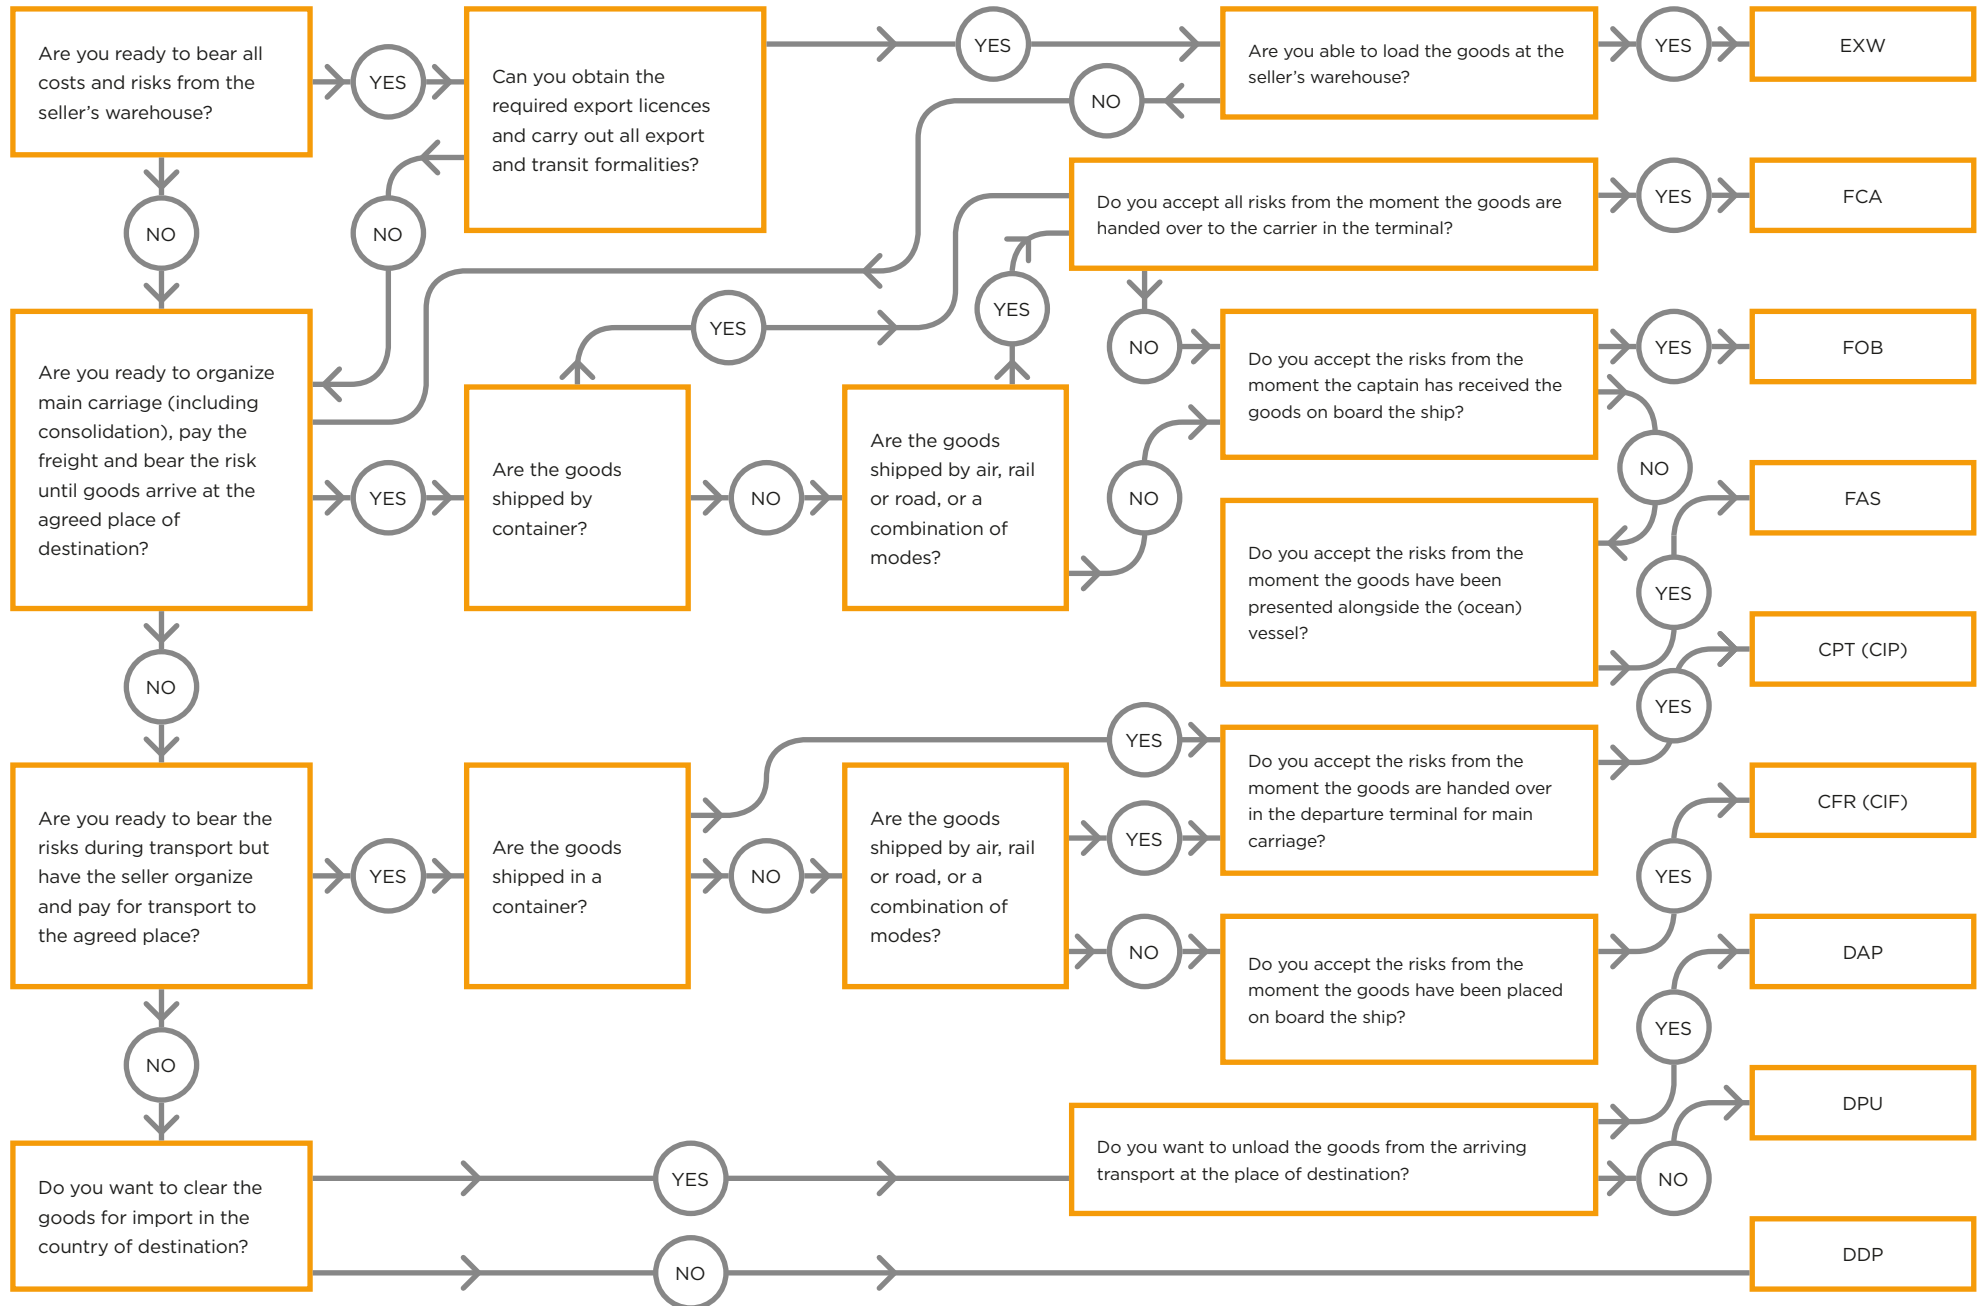 Are you ready to bear all
costs and risks from the
seller's warehouse?
YES
Can you obtain the
required export licences
and carry out all export
and transit formalities?
YES
Are you able to load the goods at the
seller's warehouse?
YES
EXW
NO
NO
NO
Do you accept all risks from the moment the goods are
handed over to the carrier in the terminal?
YES
FCA
Are you ready to organize
main carriage (including
consolidation), pay the
freight and bear the risk
until goods arrive at the
agreed place of
destination?
YES
Are the goods
shipped by
container?
YES
NO
Are the goods
shipped by air, rail
or road, or a
combination of
modes?
YES
NO
NO
Do you accept the risks from the
moment the captain has received the
goods on board the ship?
YES
FOB
NO
Do you accept the risks from the
moment the goods have been
presented alongside the (ocean)
vessel?
YES
FAS
NO
Are you ready to bear the
risks during transport but
have the seller organize
and pay for transport to
the agreed place?
YES
Are the goods
shipped in a
container?
YES
NO
Are the goods
shipped by air, rail
or road, or a
combination of
modes?
YES
NO
Do you accept the risks from the
moment the goods are handed over
in the departure terminal for main
carriage?
YES
CPT (CIP)
Do you accept the risks from the
moment the goods have been placed
on board the ship?
YES
CFR (CIF)
NO
Do you want to clear the
goods for import in the
country of destination?
YES
Do you want to unload the goods from the arriving
transport at the place of destination?
YES
DAP
NO
DPU
NO
DDP